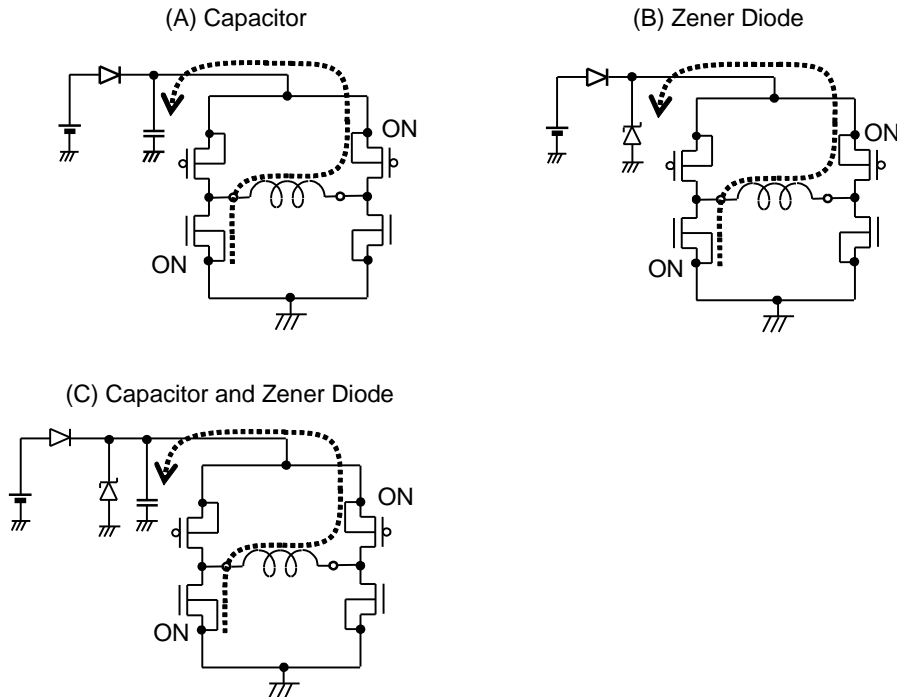 (A) Capacitor
(B) Zener Diode
ON
ON
ON
ON
(C) Capacitor and Zener Diode
ON
ON